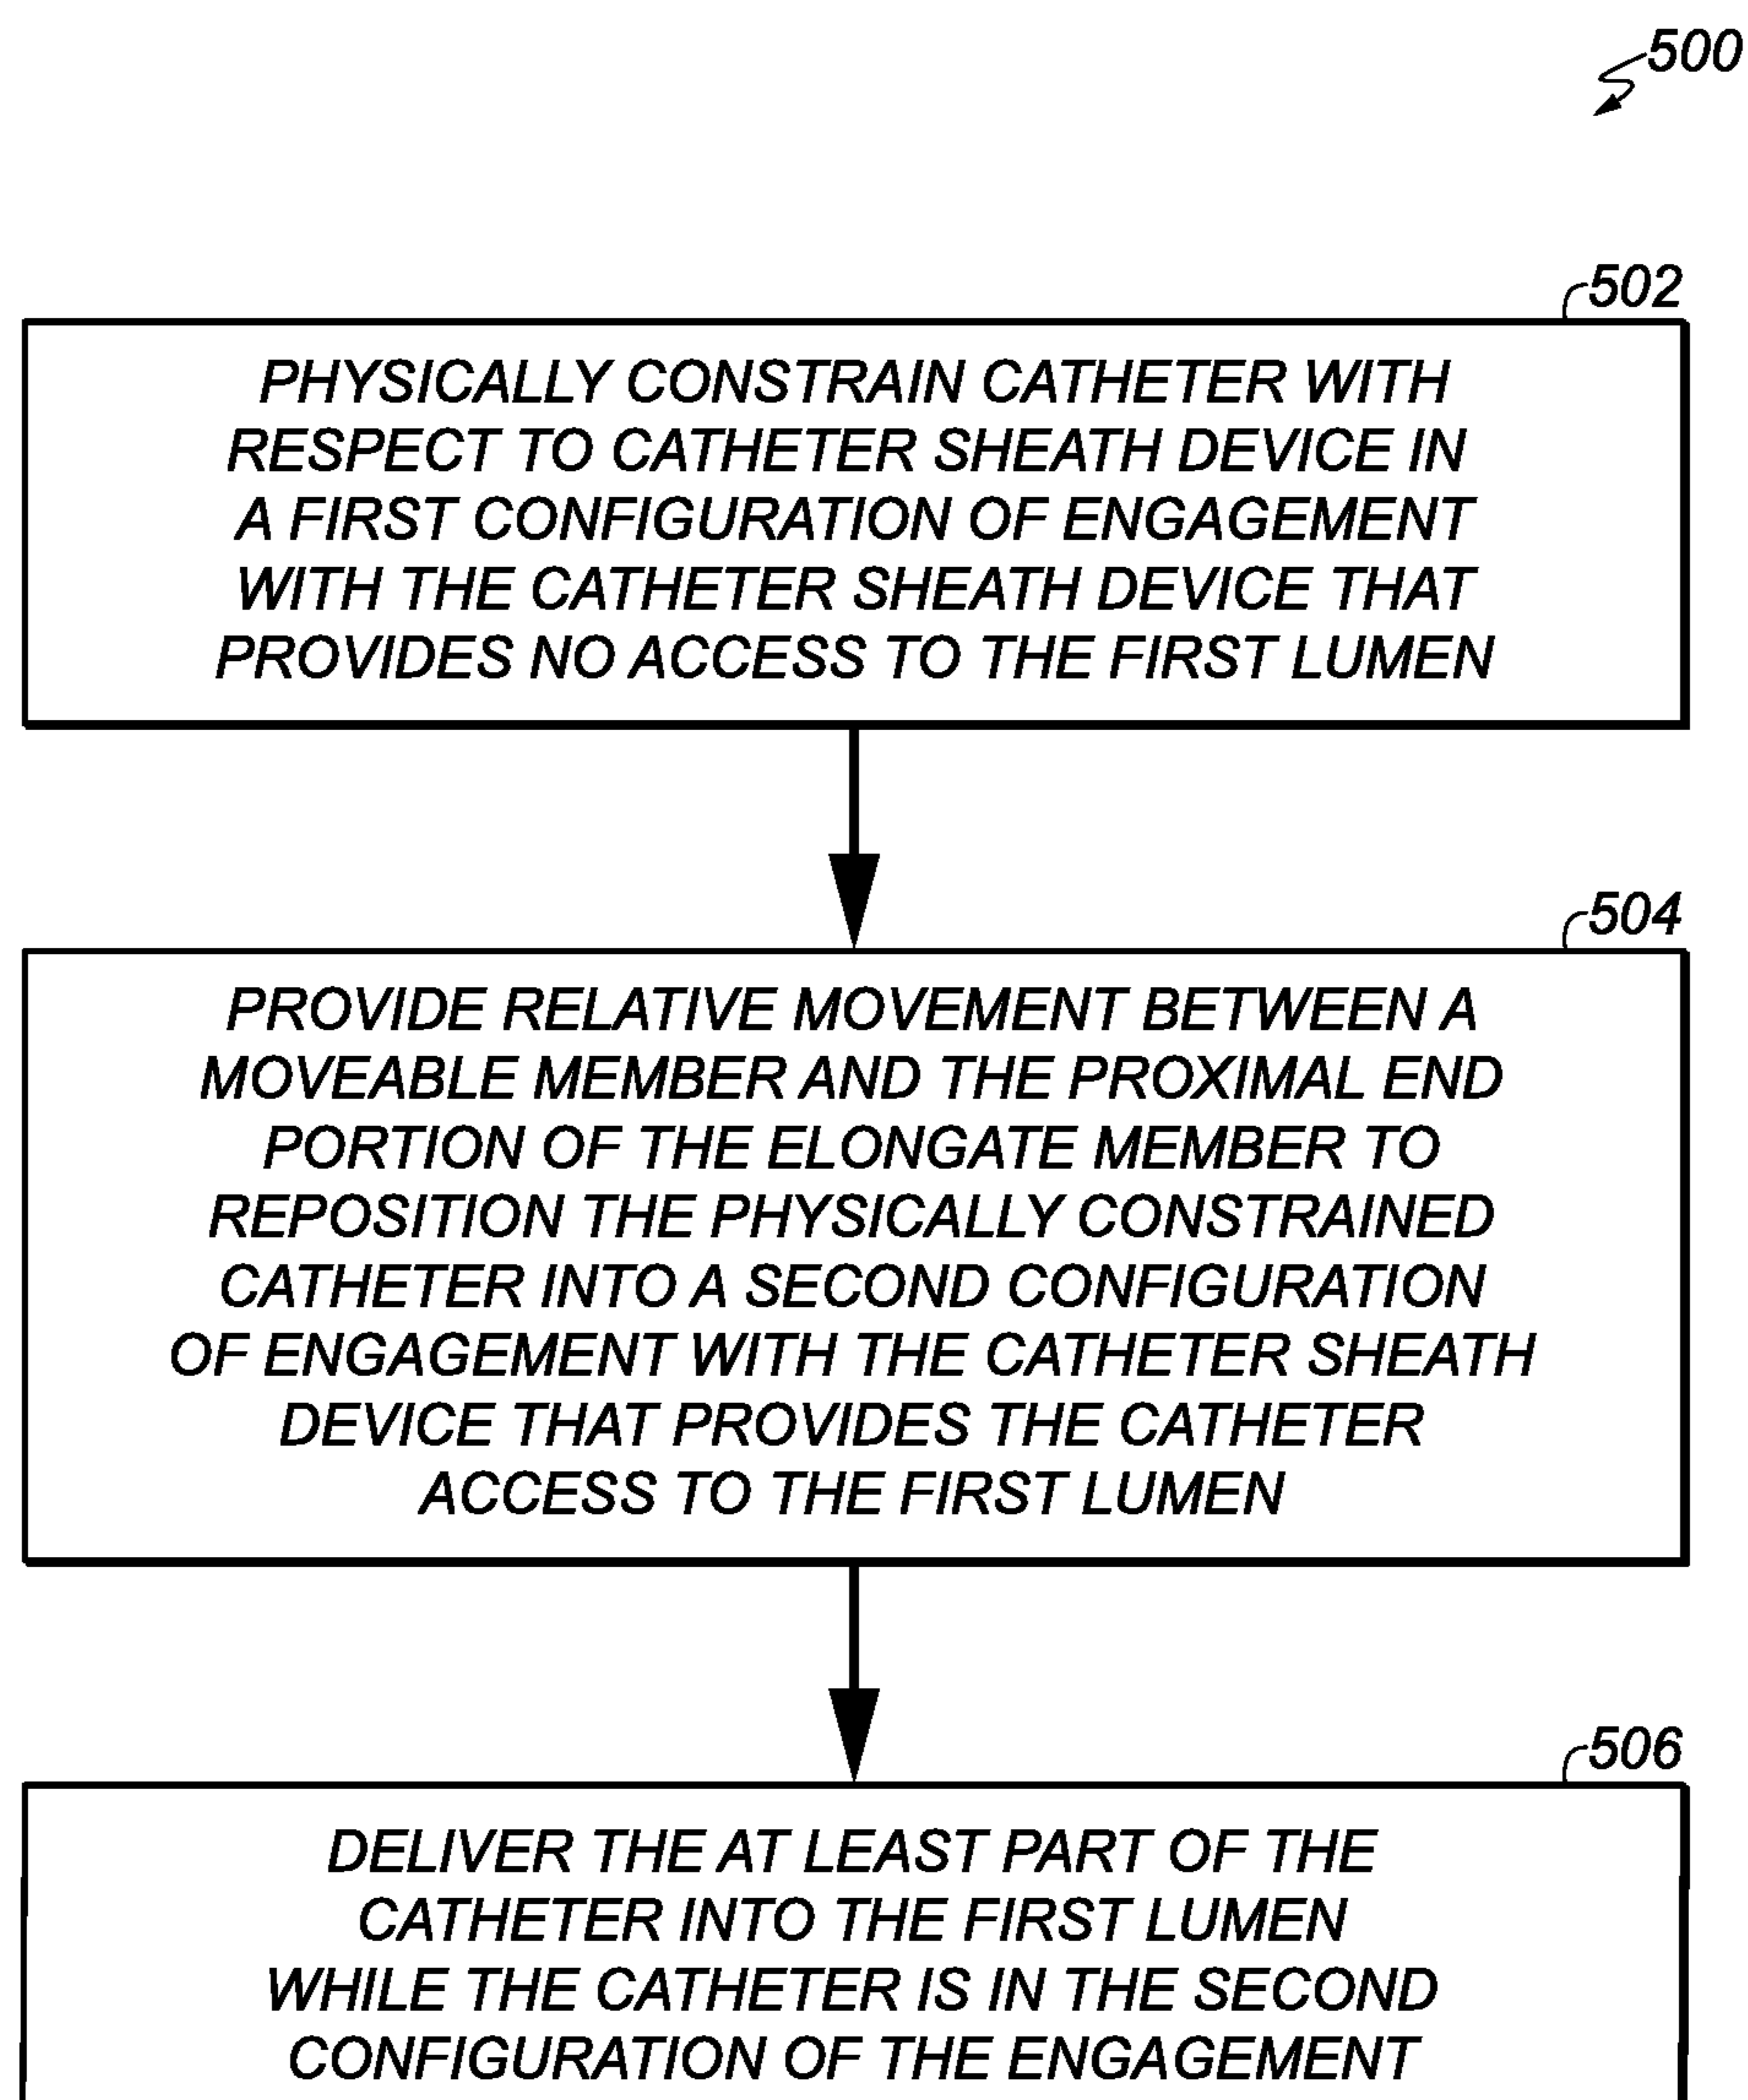 500
502
PHYSICALLY CONSTRAIN CATHETER WITH
RESPECT TO CATHETER SHEATH DEVICE IN
A FIRST CONFIGURATION OF ENGAGEMENT
WITH THE CATHETER SHEATH DEVICE THAT
PROVIDES NO ACCESS TO THE FIRST LUMEN
504
PROVIDE RELATIVE MOVEMENT BETWEEN A
MOVEABLE MEMBER AND THE PROXIMAL END
PORTION OF THE ELONGATE MEMBER TO
REPOSITION THE PHYSICALLY CONSTRAINED
CATHETER INTO A SECOND CONFIGURATION
OF ENGAGEMENT WITH THE CATHETER SHEATH
DEVICE THAT PROVIDES THE CATHETER
ACCESS TO THE FIRST LUMEN
506
DELIVER THE AT LEAST PART OF THE
CATHETER INTO THE FIRST LUMEN
WHILE THE CATHETER IS IN THE SECOND
CONFIGURATION OF THE ENGAGEMENT